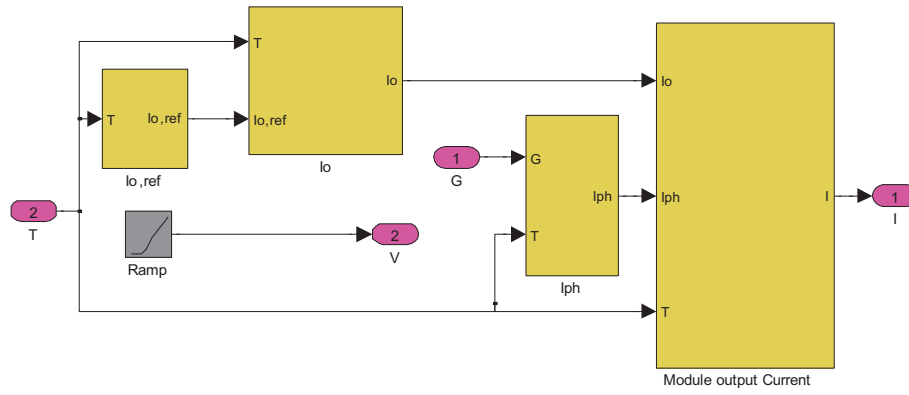 T
Io
Io,ref
Io
T
Io,ref
Io,ref
Io
Iph
T
I
Module output Current
1
G
G
Iph
T
Iph
2
T
Ramp
2
V
1
I